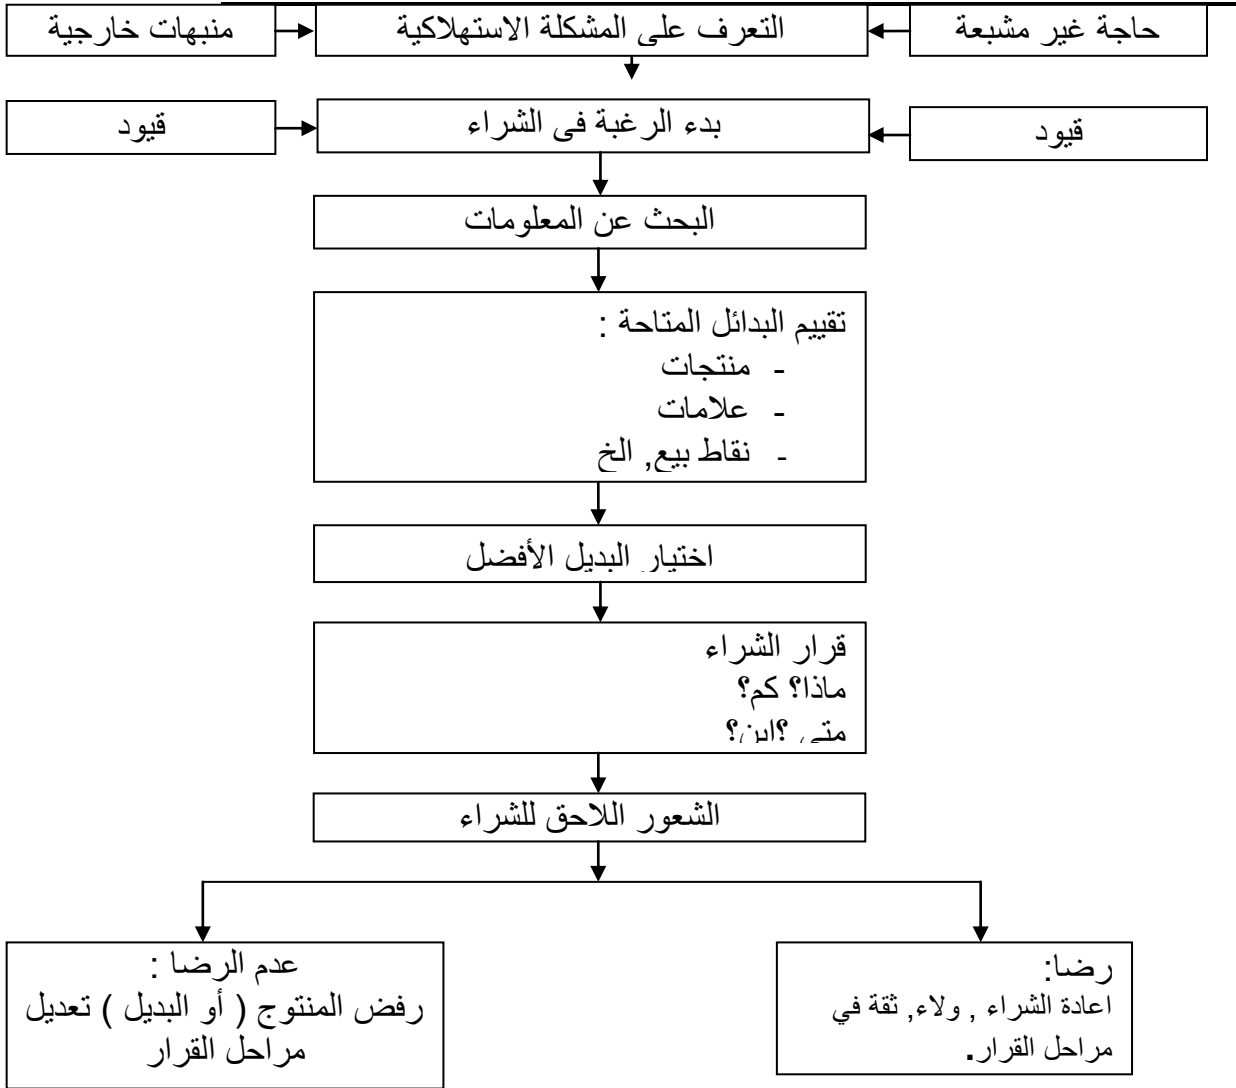 حاجة غير مشبعة
التعرف على المشكلة الاستهلاكية
منبهات خارجية
قيود
بدء الرغبة فى الشراء
قيود
البحث عن المعلومات
تقييم البدائل المتاحة :
- منتجات
- علامات
- نقاط بيع, الخ
اختيار البديل الأفضل
قرار الشراء
ماذا؟ كم؟
متى ؟اين؟
الشعور اللاحق للشراء
رضا:
اعادة الشراء , ولاء, ثقة في
مراحل القرار.
عدم الرضا :
رفض المنتوج ( أو البديل ) تعديل
مراحل القرار